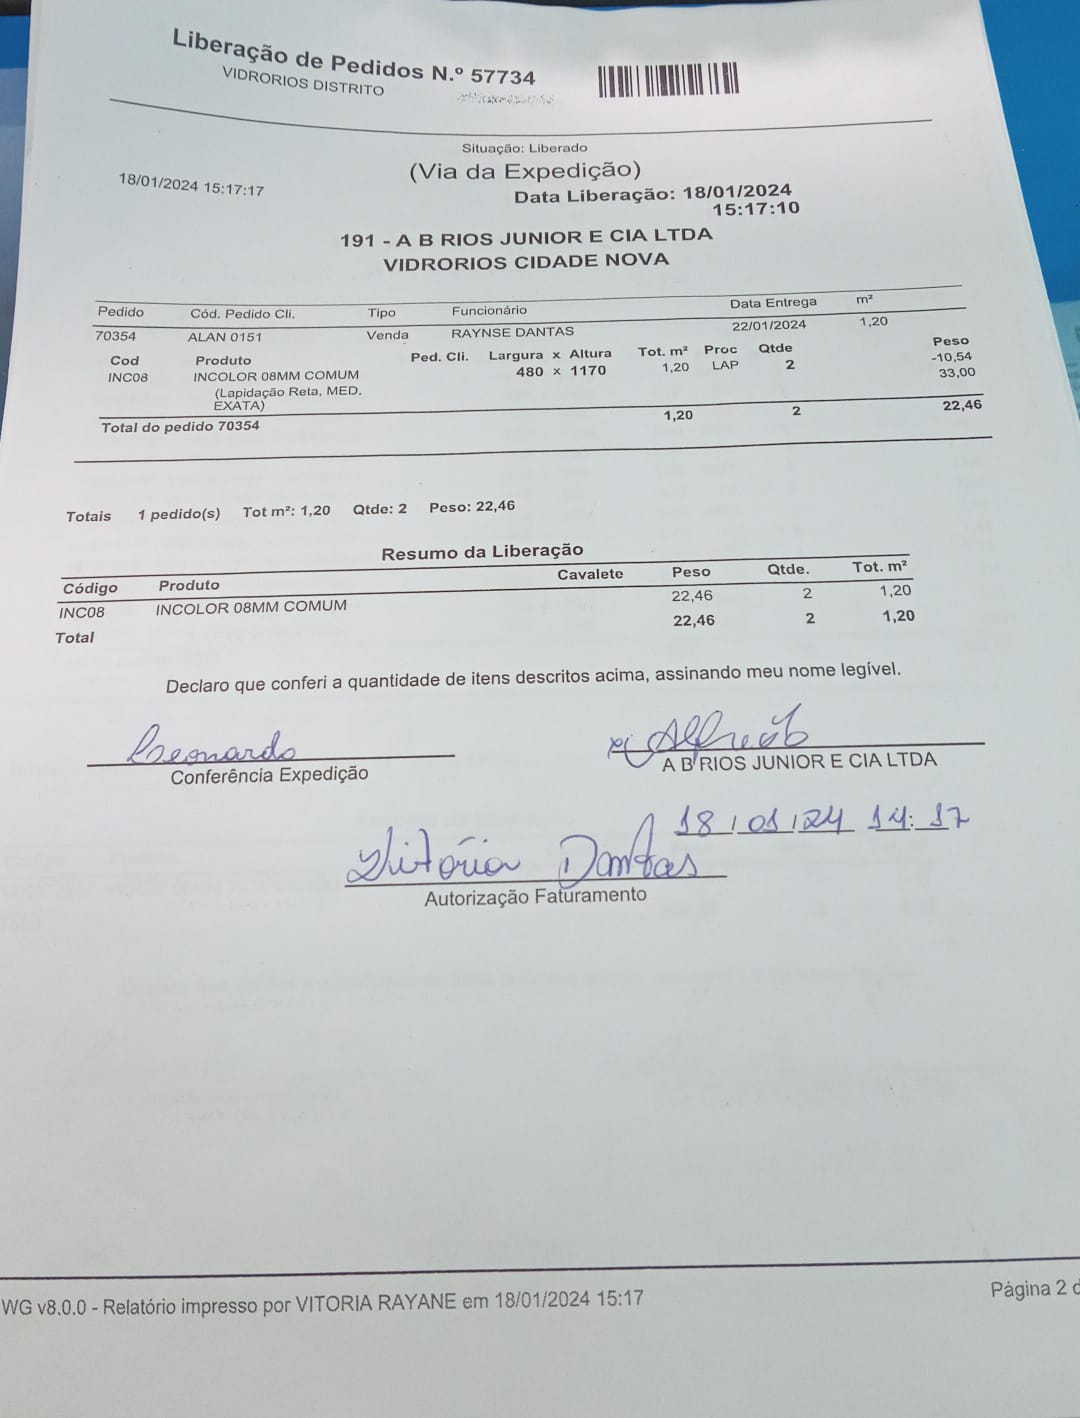 Liberação de Pedidos N.º 57734
VIDRORIOS DISTRITO
Situação: Liberado
(Via da Expedição)
18/01/2024 15:17:17
Data Liberação: 18/01/2024
15:17:10
191 - A B RIOS JUNIOR E CIA LTDA
VIDRORIOS CIDADE NOVA
Pedido Cód. Pedido Cli. Tipo Funcionário Data Entrega m²
70354 ALAN 0151 Venda RAYNSE DANTAS 22/01/2024 1,20
Cod Produto Ped. Cli. Largura x Altura Tot. m² Proc Qtde Peso
INC08 INCOLOR 08MM COMUM 480 x 1170 1,20 LAP 2 -10,54
(Lapidação Reta, MED. 33,00
EXATA)
Total do pedido 70354 1,20 2 22,46
Totais 1 pedido(s) Tot m²: 1,20 Qtde: 2 Peso: 22,46
Resumo da Liberação
Código Produto Cavalete Peso Qtde. Tot. m²
INC08 INCOLOR 08MM COMUM 22,46 2 1,20
Total 22,46 2 1,20
Declaro que conferi a quantidade de itens descritos acima, assinando meu nome legível.
Leonardo
Conferência Expedição
A B RIOS JUNIOR E CIA LTDA
18/01/24 14:17
Vitória Dantas
Autorização Faturamento
WG v8.0.0 - Relatório impresso por VITORIA RAYANE em 18/01/2024 15:17
Página 2 d